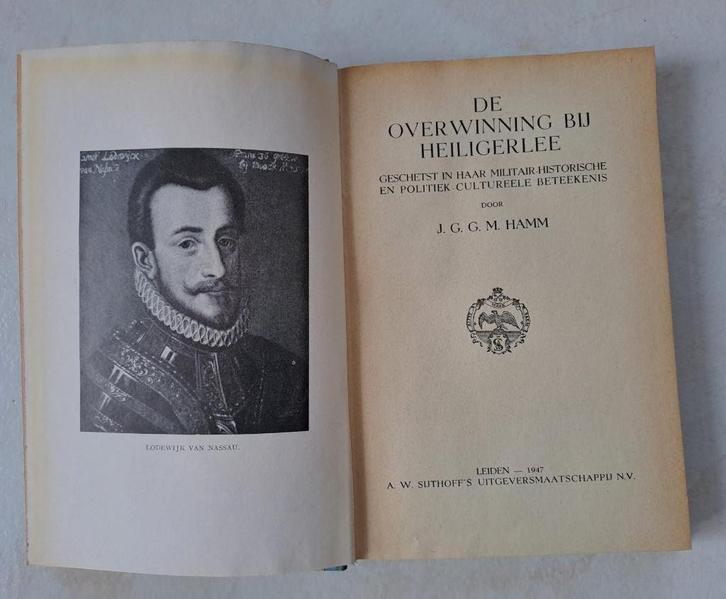 LODEWIJK VAN NASSAU.
DE
OVERWINNING BIJ
HEILIGERLEE
GESCHETST IN HAAR MILITAIR-HISTORISCHE
EN POLITIEK-CULTUREELE BETEEKENIS
DOOR
J. G. G. M. HAMM
LEIDEN — 1947
A. W. SIJTHOFF'S UITGEVERSMAATSCHAPPIJ N.V.